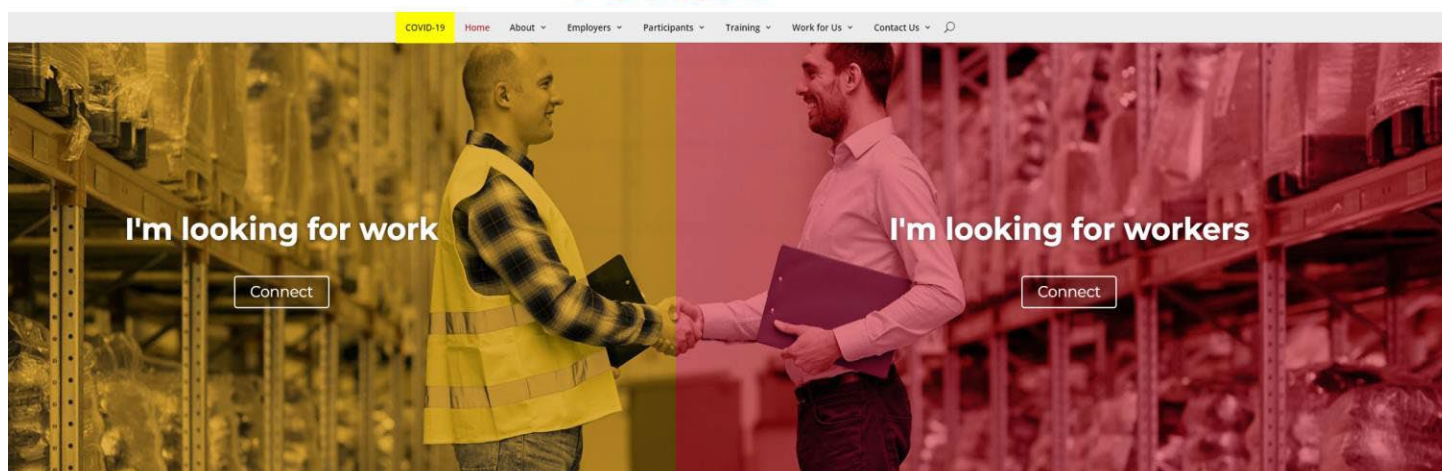 COVID-19 Home About Employers Participants Training Work for Us Contact Us
I'm looking for work
Connect
I'm looking for workers
Connect